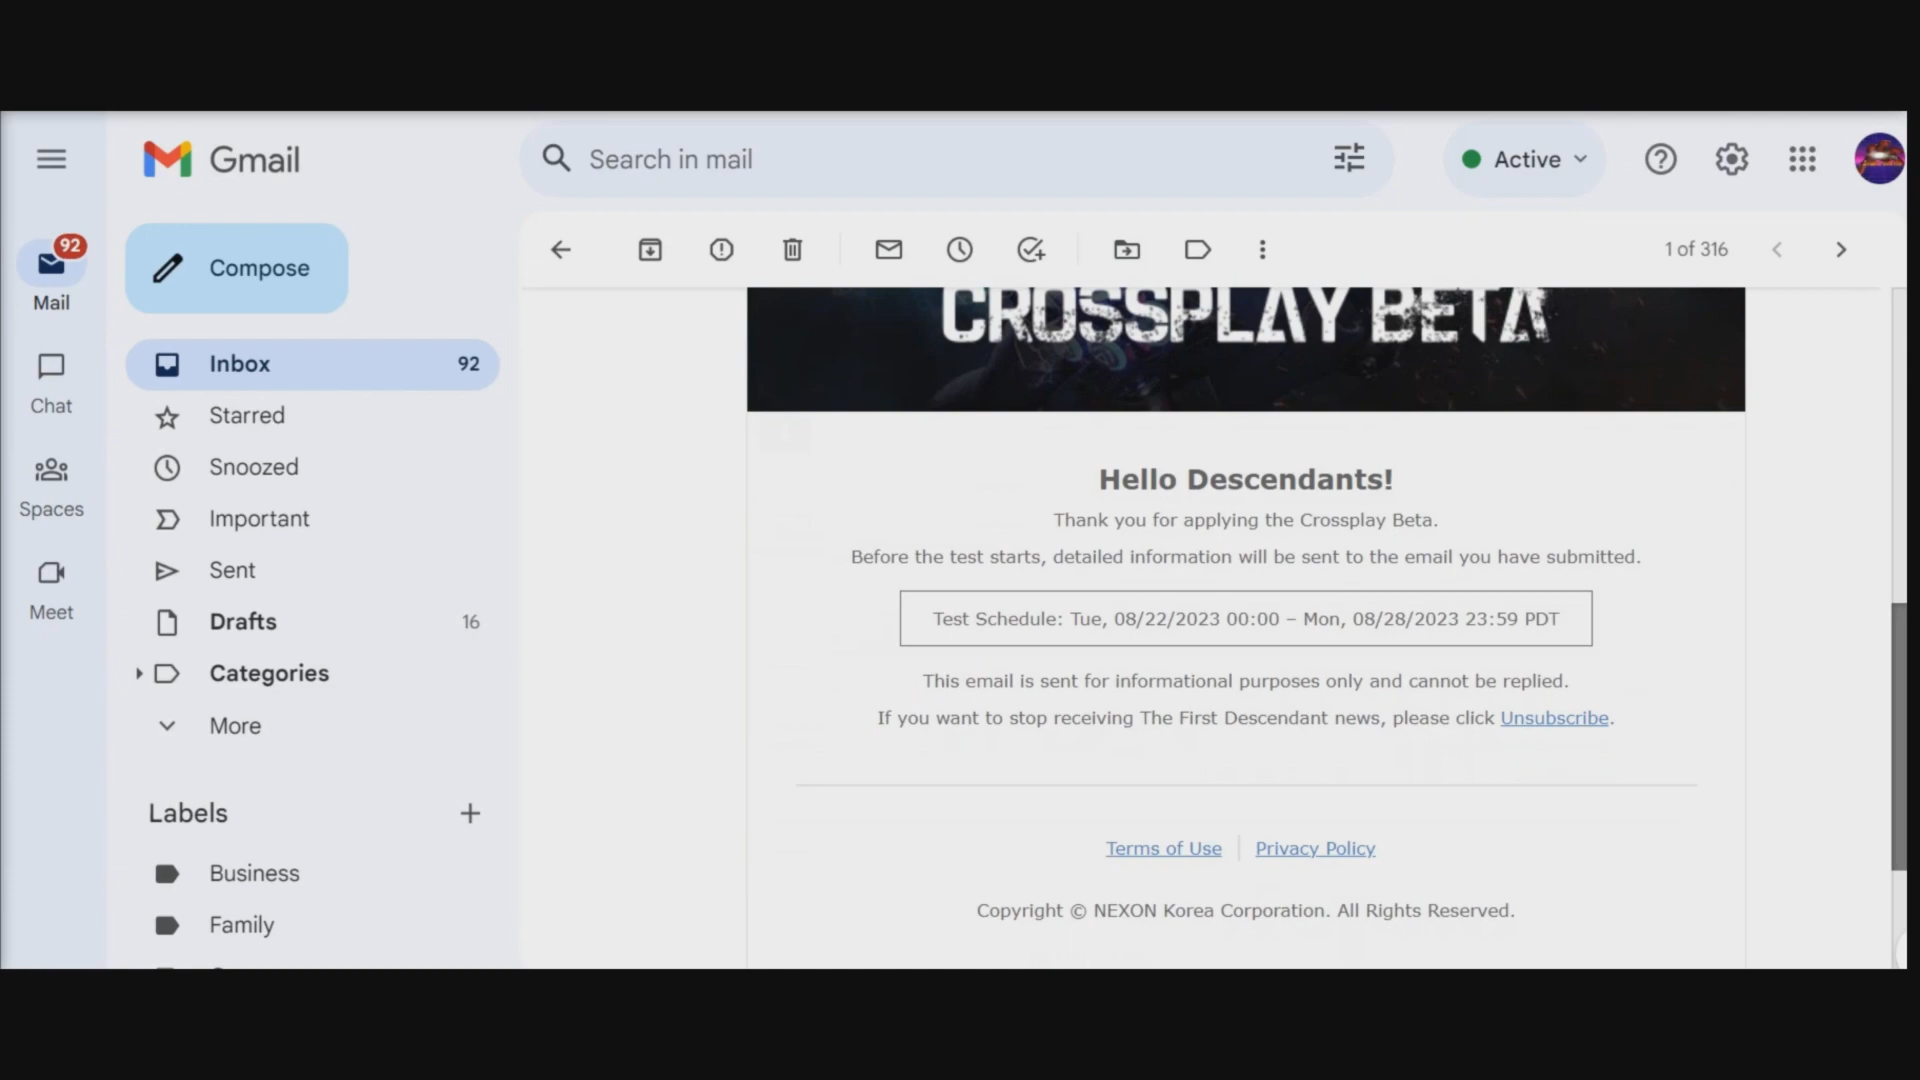 Gmail
Search in mail
Active
92
Mail
Compose
1 of 316
Chat
Spaces
Meet
Inbox 92
Starred
Snoozed
Important
Sent
Drafts 16
Categories
More
Labels
Business
Family
CROSSPLAY BETA
Hello Descendants!
Thank you for applying the Crossplay Beta.
Before the test starts, detailed information will be sent to the email you have submitted.
Test Schedule: Tue, 08/22/2023 00:00 – Mon, 08/28/2023 23:59 PDT
This email is sent for informational purposes only and cannot be replied.
If you want to stop receiving The First Descendant news, please click Unsubscribe.
Terms of Use
Privacy Policy
Copyright © NEXON Korea Corporation. All Rights Reserved.